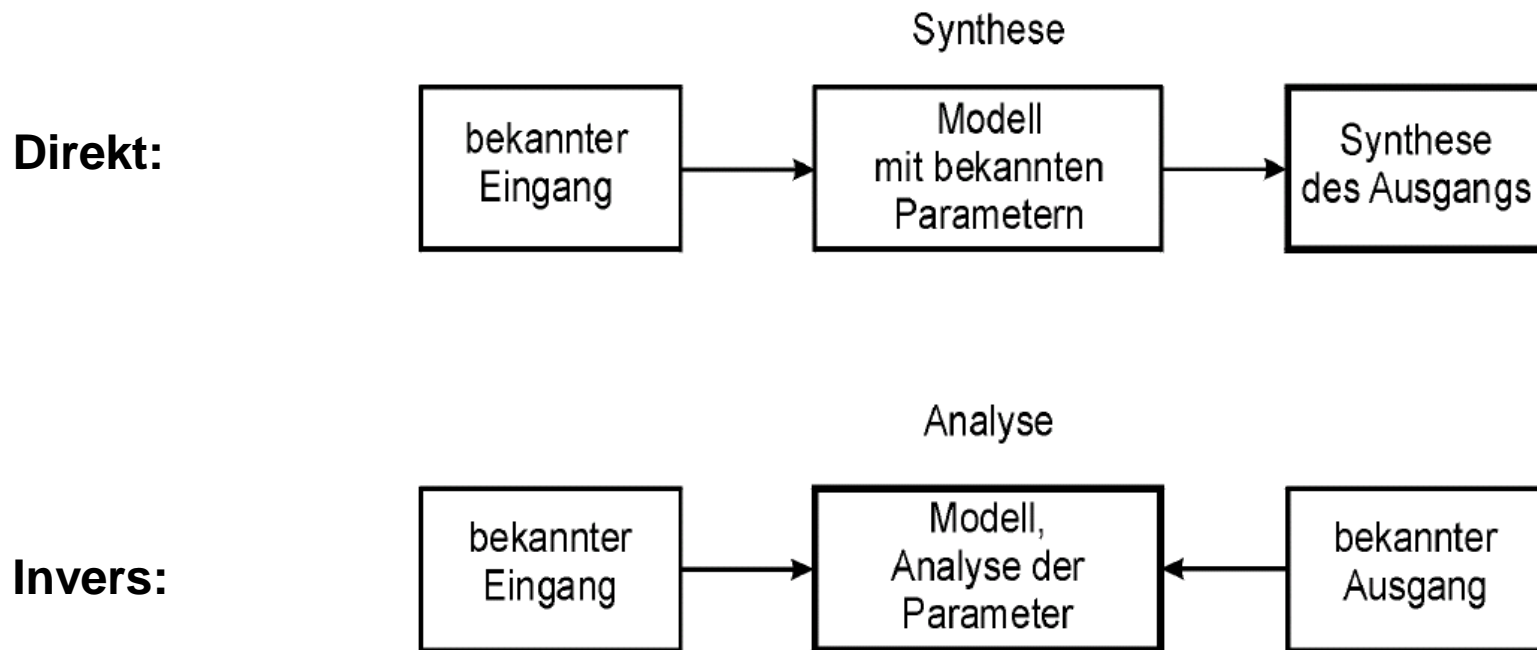 Synthese
Direkt:
bekannter
Eingang
Modell
mit bekannten
Parametern
Synthese
des Ausgangs
Analyse
Invers:
bekannter
Eingang
Modell,
Analyse der
Parameter
bekannter
Ausgang